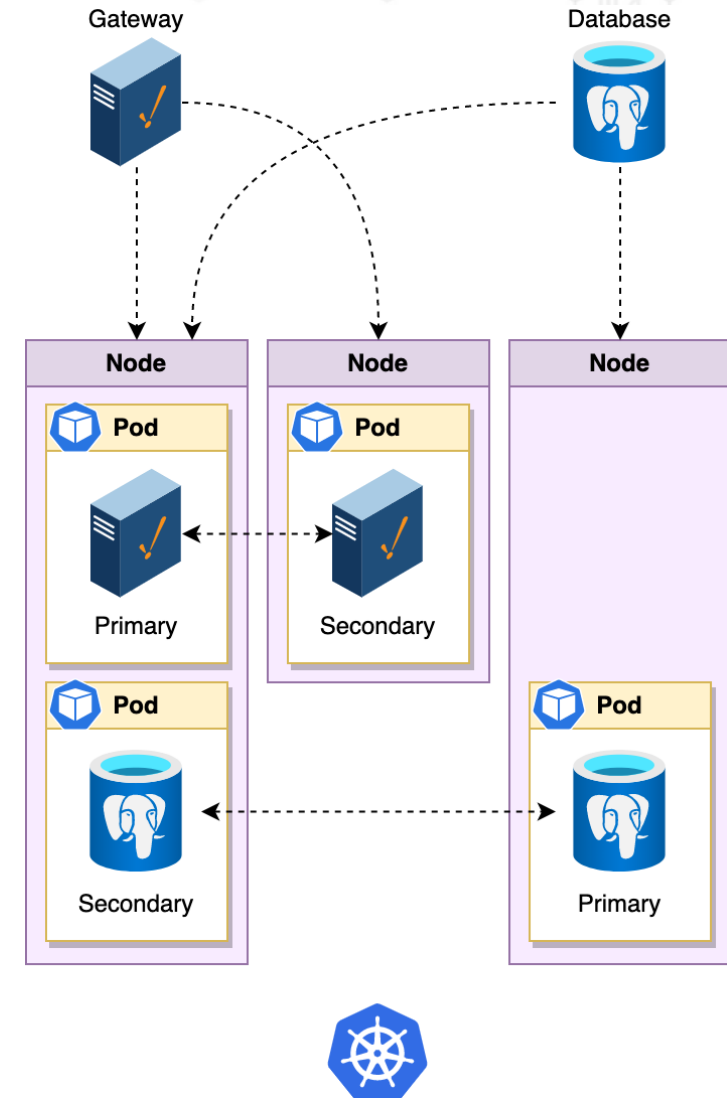 Gateway
Database
Node
Node
Node
Pod
Pod
Primary
Secondary
Pod
Pod
Secondary
Primary